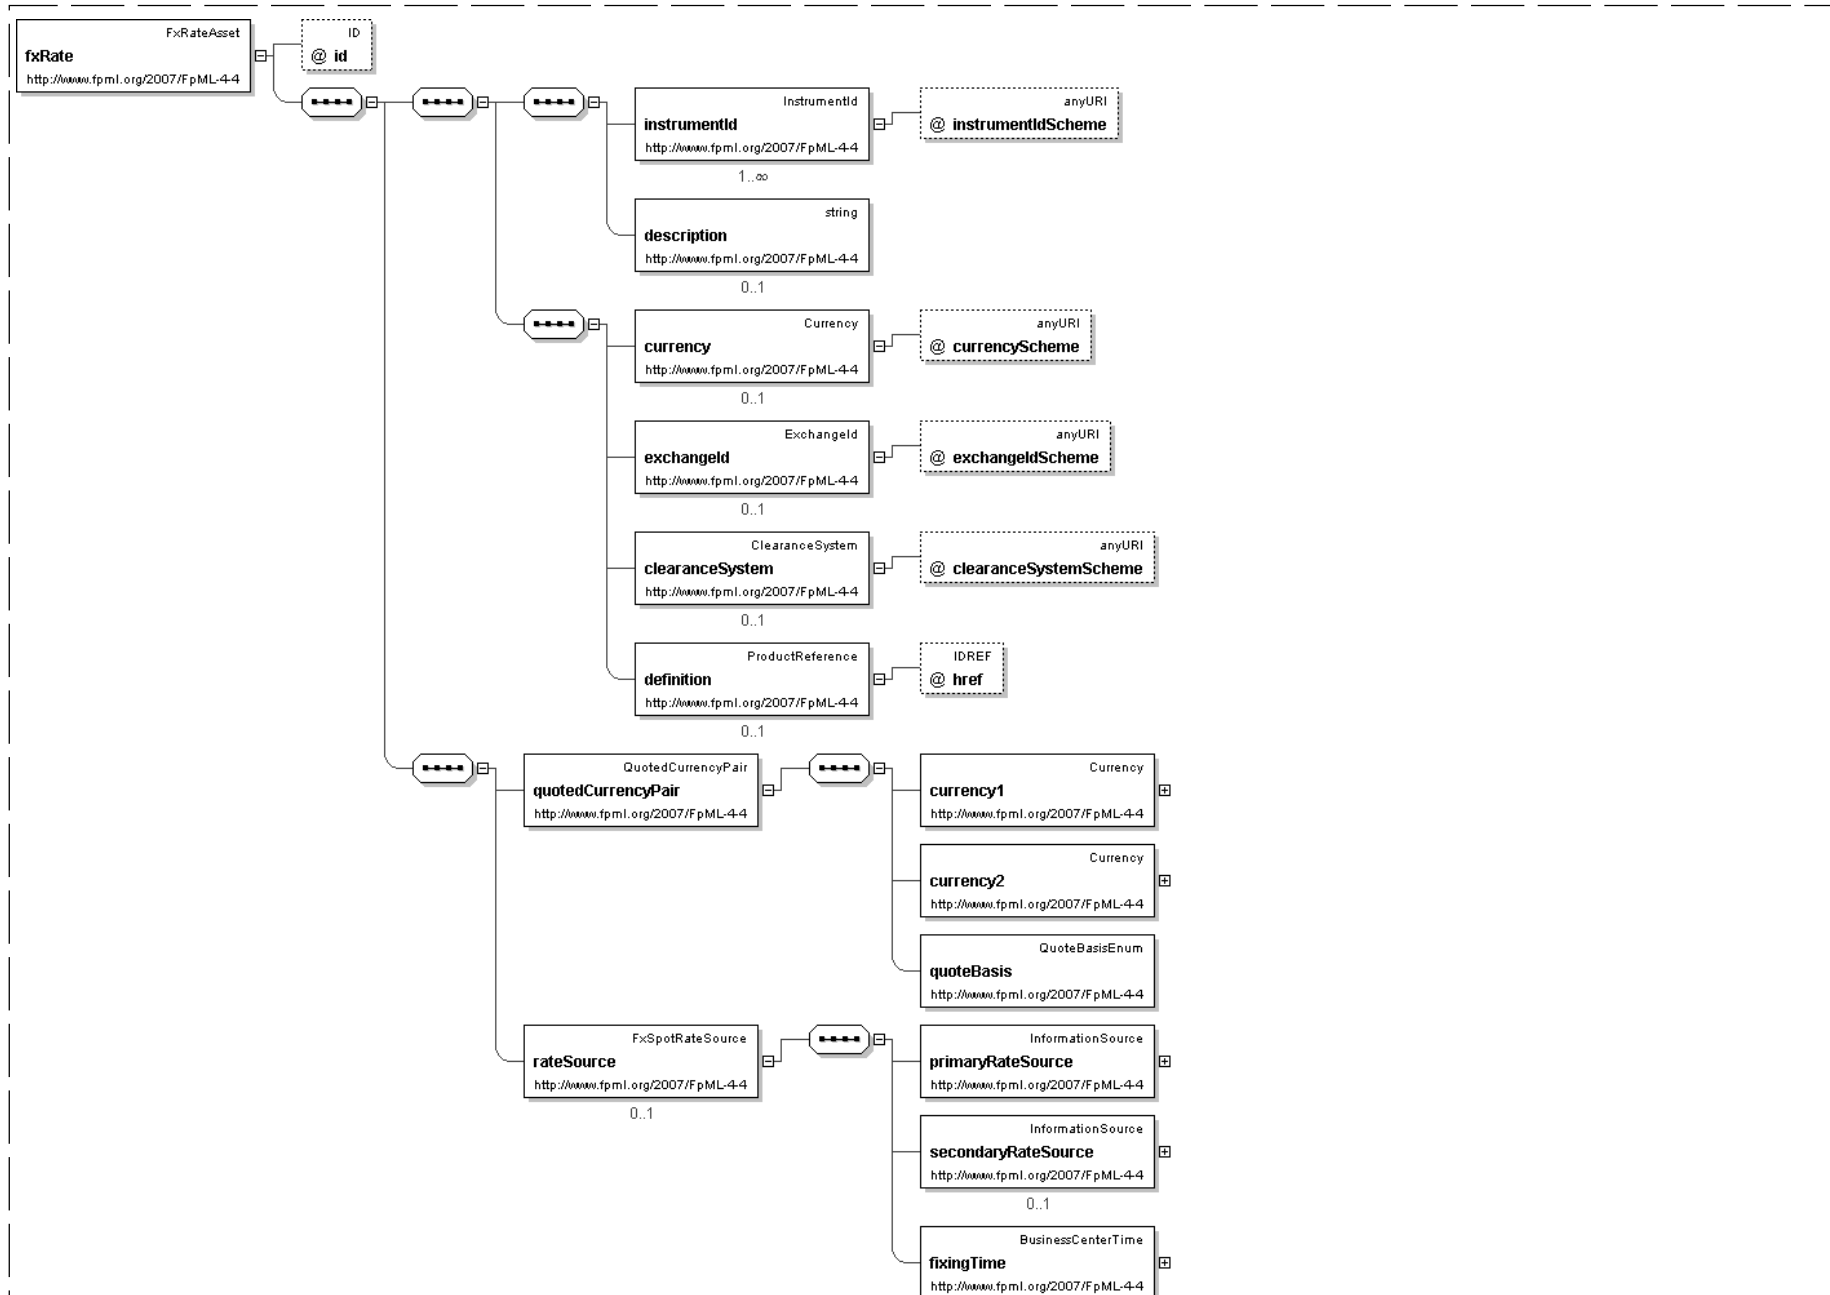 FxRateAsset
fxRate
http://www.fpml.org/2007/FpML-4-4
ID
@ id
InstrumentId
instrumentId
http://www.fpml.org/2007/FpML-4-4
1..∞
anyURI
@ instrumentIdScheme
string
description
http://www.fpml.org/2007/FpML-4-4
0..1
Currency
currency
http://www.fpml.org/2007/FpML-4-4
0..1
anyURI
@ currencyScheme
ExchangeId
exchangeId
http://www.fpml.org/2007/FpML-4-4
0..1
anyURI
@ exchangeIdScheme
ClearanceSystem
clearanceSystem
http://www.fpml.org/2007/FpML-4-4
0..1
anyURI
@ clearanceSystemScheme
ProductReference
definition
http://www.fpml.org/2007/FpML-4-4
0..1
IDREF
@ href
QuotedCurrencyPair
quotedCurrencyPair
http://www.fpml.org/2007/FpML-4-4
Currency
currency1
http://www.fpml.org/2007/FpML-4-4
Currency
currency2
http://www.fpml.org/2007/FpML-4-4
QuoteBasisEnum
quoteBasis
http://www.fpml.org/2007/FpML-4-4
FxSpotRateSource
rateSource
http://www.fpml.org/2007/FpML-4-4
0..1
InformationSource
primaryRateSource
http://www.fpml.org/2007/FpML-4-4
InformationSource
secondaryRateSource
http://www.fpml.org/2007/FpML-4-4
0..1
BusinessCenterTime
fixingTime
http://www.fpml.org/2007/FpML-4-4